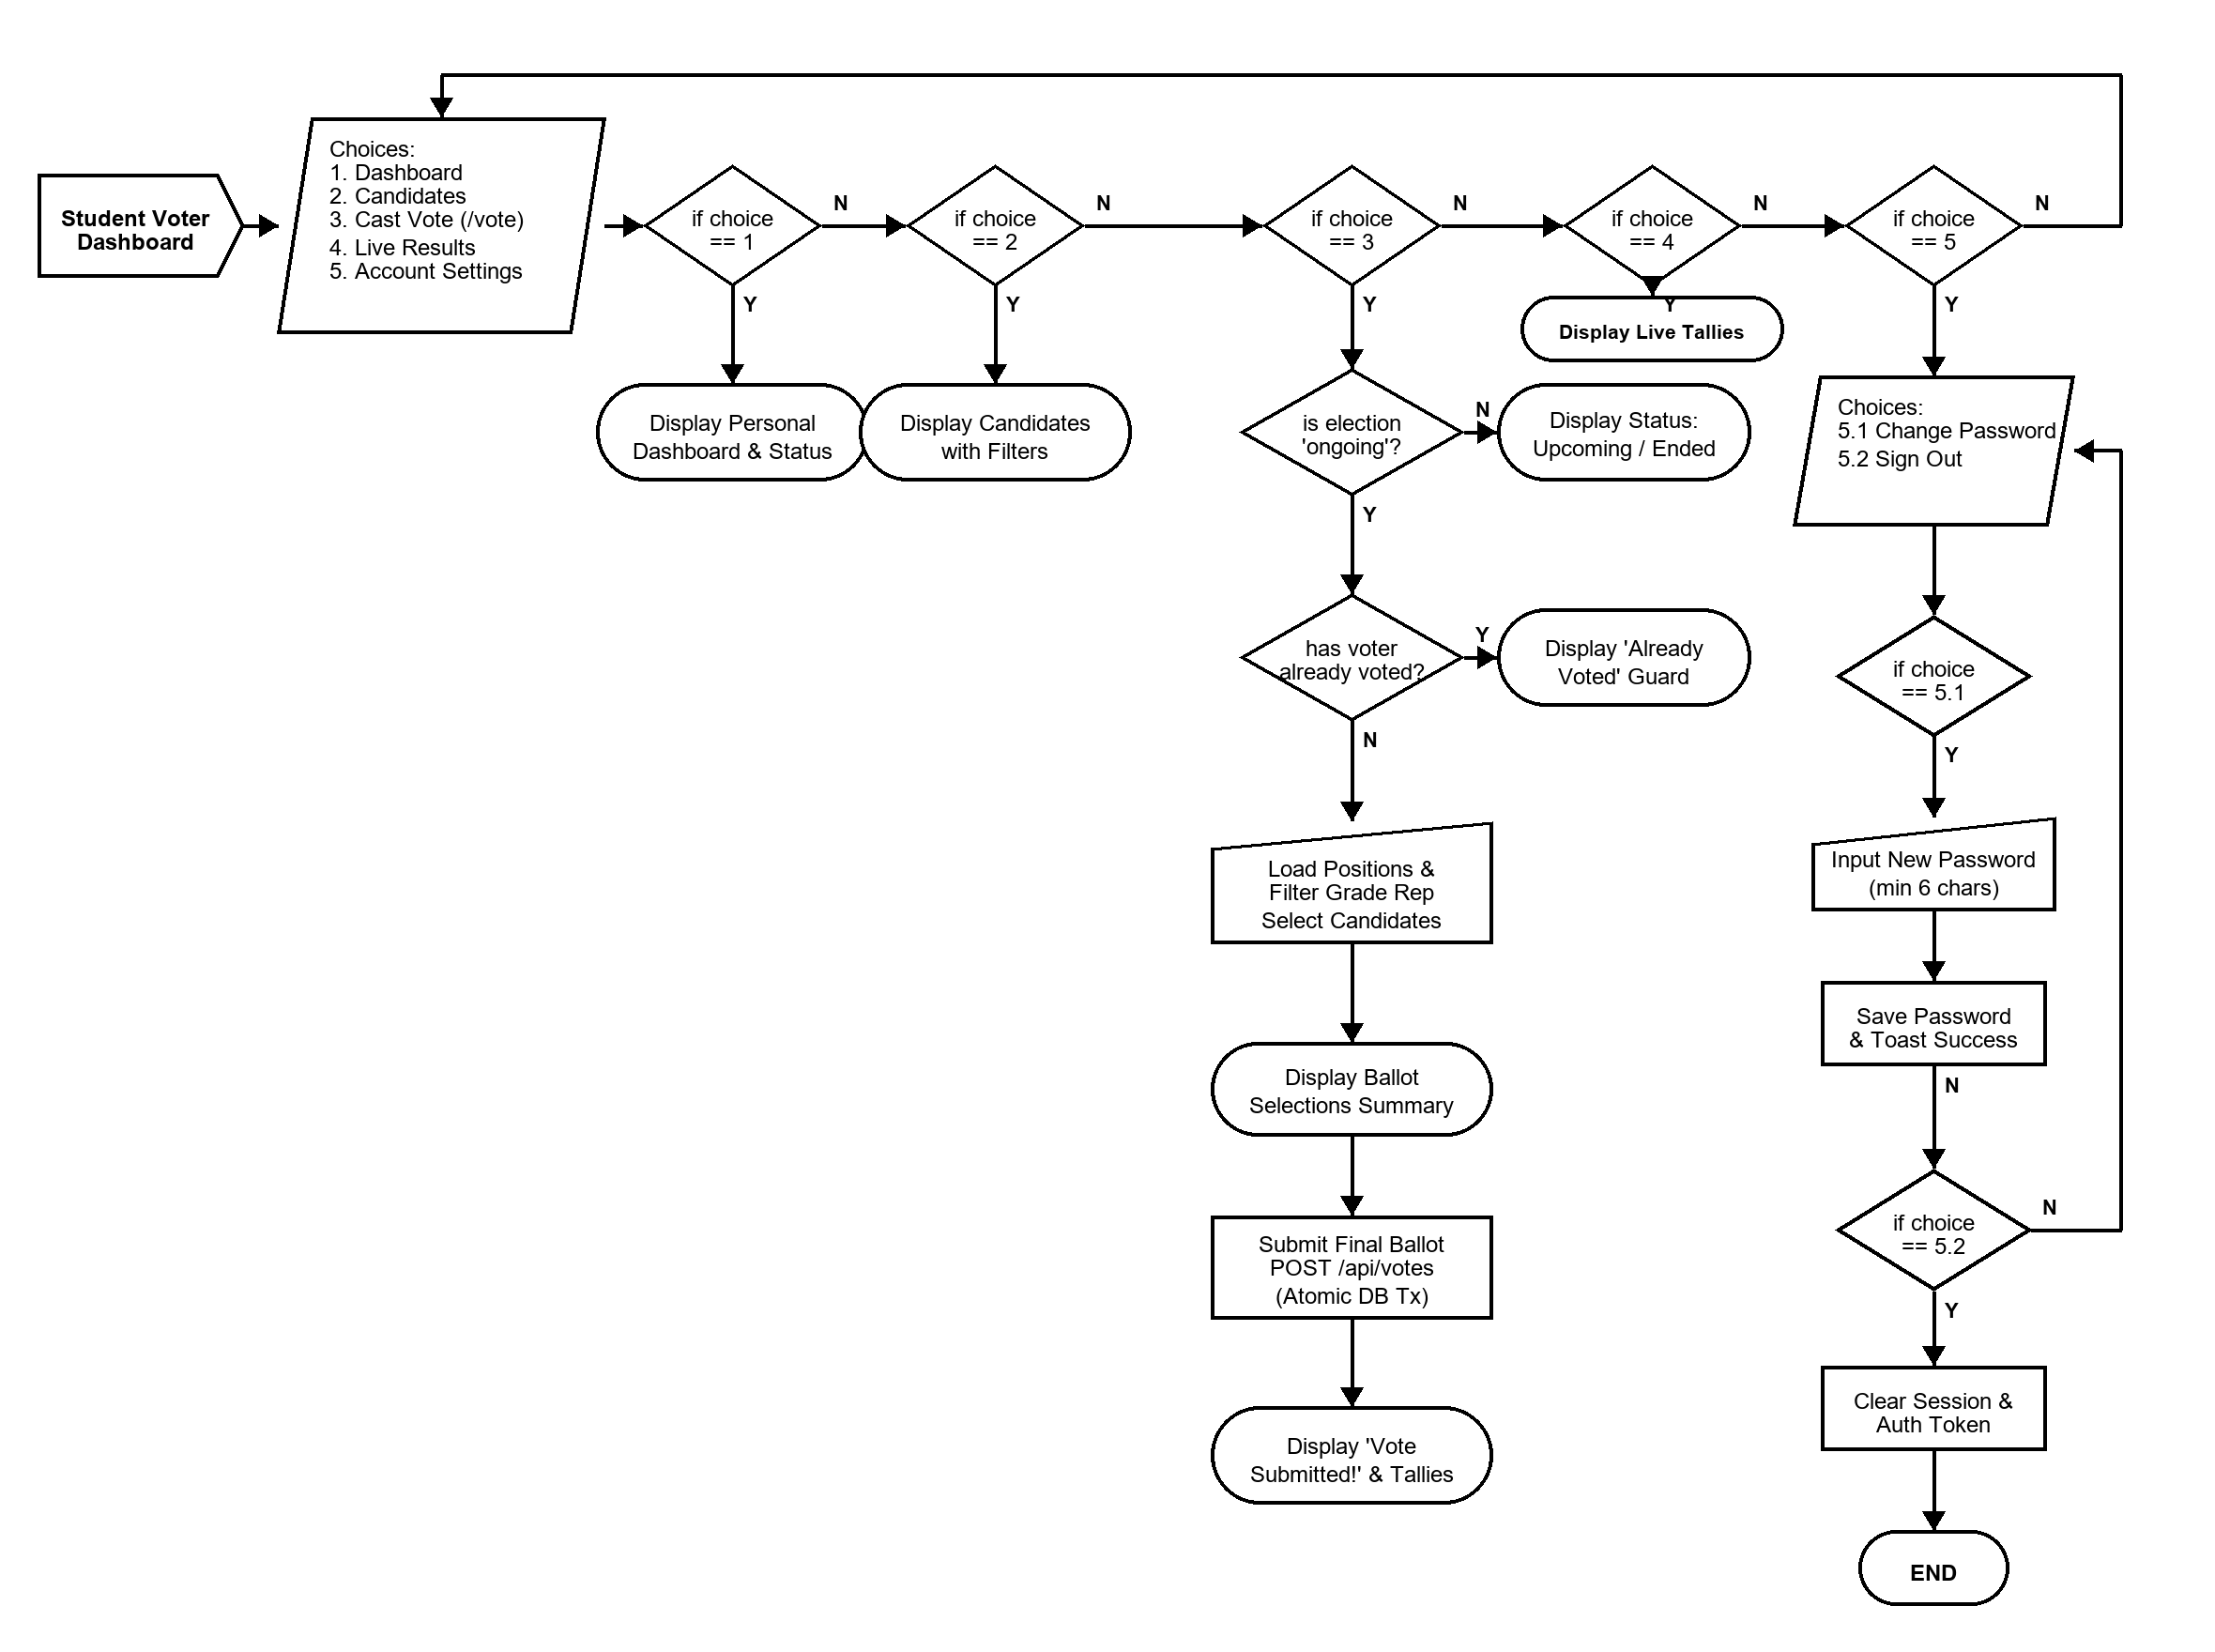 Student Voter
Dashboard
Choices:
1. Dashboard
2. Candidates
3. Cast Vote (/vote)
4. Live Results
5. Account Settings
if choice
== 1
N
Y
if choice
== 2
N
Y
if choice
== 3
N
Y
if choice
== 4
N
Y
if choice
== 5
N
Y
Display Personal
Dashboard & Status
Display Candidates
with Filters
Display Live Tallies
is election
'ongoing'?
N
Y
Display Status:
Upcoming / Ended
has voter
already voted?
Y
N
Display 'Already
Voted' Guard
Load Positions &
Filter Grade Rep
Select Candidates
Display Ballot
Selections Summary
Submit Final Ballot
POST /api/votes
(Atomic DB Tx)
Display 'Vote
Submitted!' & Tallies
Choices:
5.1 Change Password
5.2 Sign Out
if choice
== 5.1
Y
Input New Password
(min 6 chars)
Save Password
& Toast Success
N
if choice
== 5.2
N
Y
Clear Session &
Auth Token
END